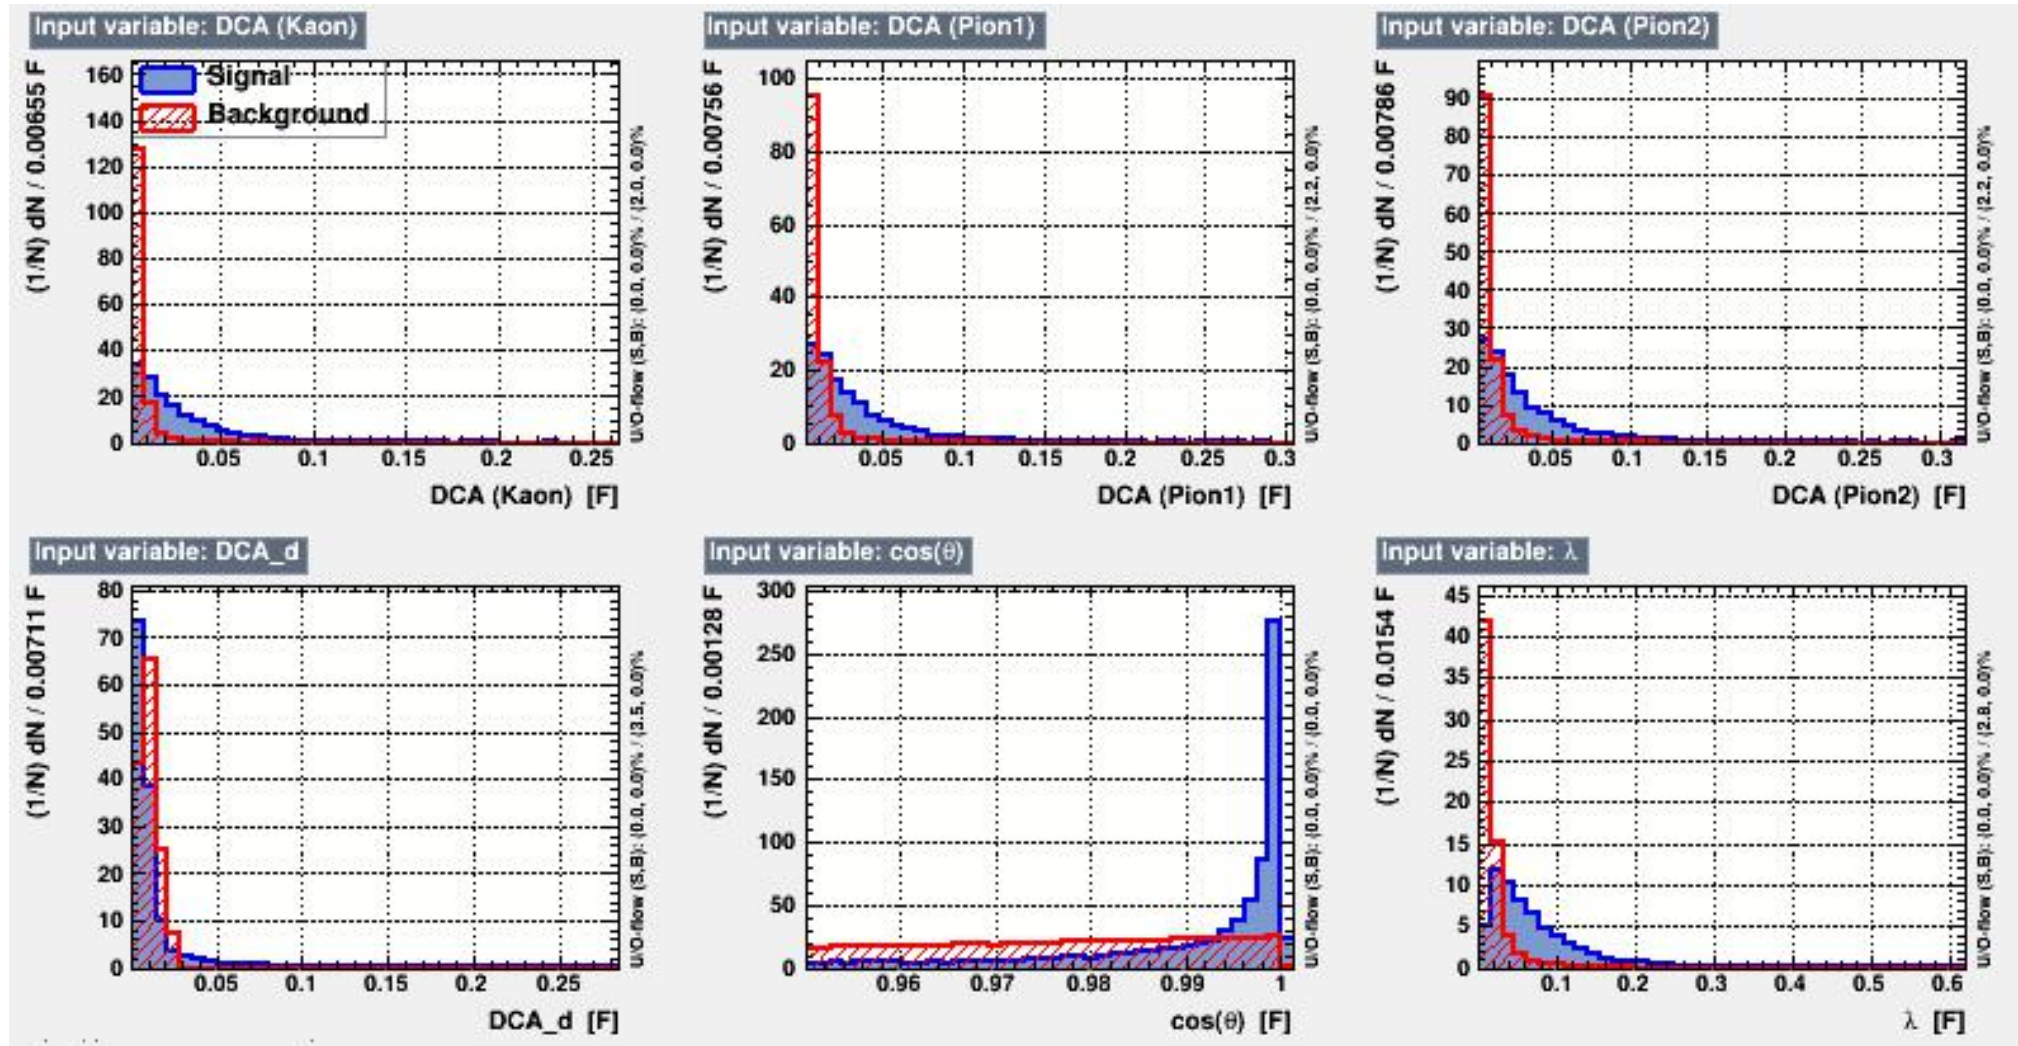 Input variable: DCA (Kaon)
(1/N) dN / 0.00655 F
160
140
120
100
80
60
40
20
0
Signal
Background
0.05 0.1 0.15 0.2 0.25
DCA (Kaon) [F]
U/O-flow (S,B): (0.0, 0.0)% / (2.0, 0.0)%
Input variable: DCA (Pion1)
(1/N) dN / 0.00756 F
100
80
60
40
20
0
0.05 0.1 0.15 0.2 0.25 0.3
DCA (Pion1) [F]
U/O-flow (S,B): (0.0, 0.0)% / (2.2, 0.0)%
Input variable: DCA (Pion2)
(1/N) dN / 0.00786 F
90
80
70
60
50
40
30
20
10
0
0.05 0.1 0.15 0.2 0.25 0.3
DCA (Pion2) [F]
U/O-flow (S,B): (0.0, 0.0)% / (2.2, 0.0)%
Input variable: DCA_d
(1/N) dN / 0.00711 F
80
70
60
50
40
30
20
10
0
0.05 0.1 0.15 0.2 0.25
DCA_d [F]
U/O-flow (S,B): (0.0, 0.0)% / (3.5, 0.0)%
Input variable: cos(θ)
(1/N) dN / 0.00128 F
300
250
200
150
100
50
0
0.96 0.97 0.98 0.99 1
cos(θ) [F]
U/O-flow (S,B): (0.0, 0.0)% / (0.0, 0.0)%
Input variable: λ
(1/N) dN / 0.0154 F
45
40
35
30
25
20
15
10
5
0
0.1 0.2 0.3 0.4 0.5 0.6
λ [F]
U/O-flow (S,B): (0.0, 0.0)% / (2.8, 0.0)%